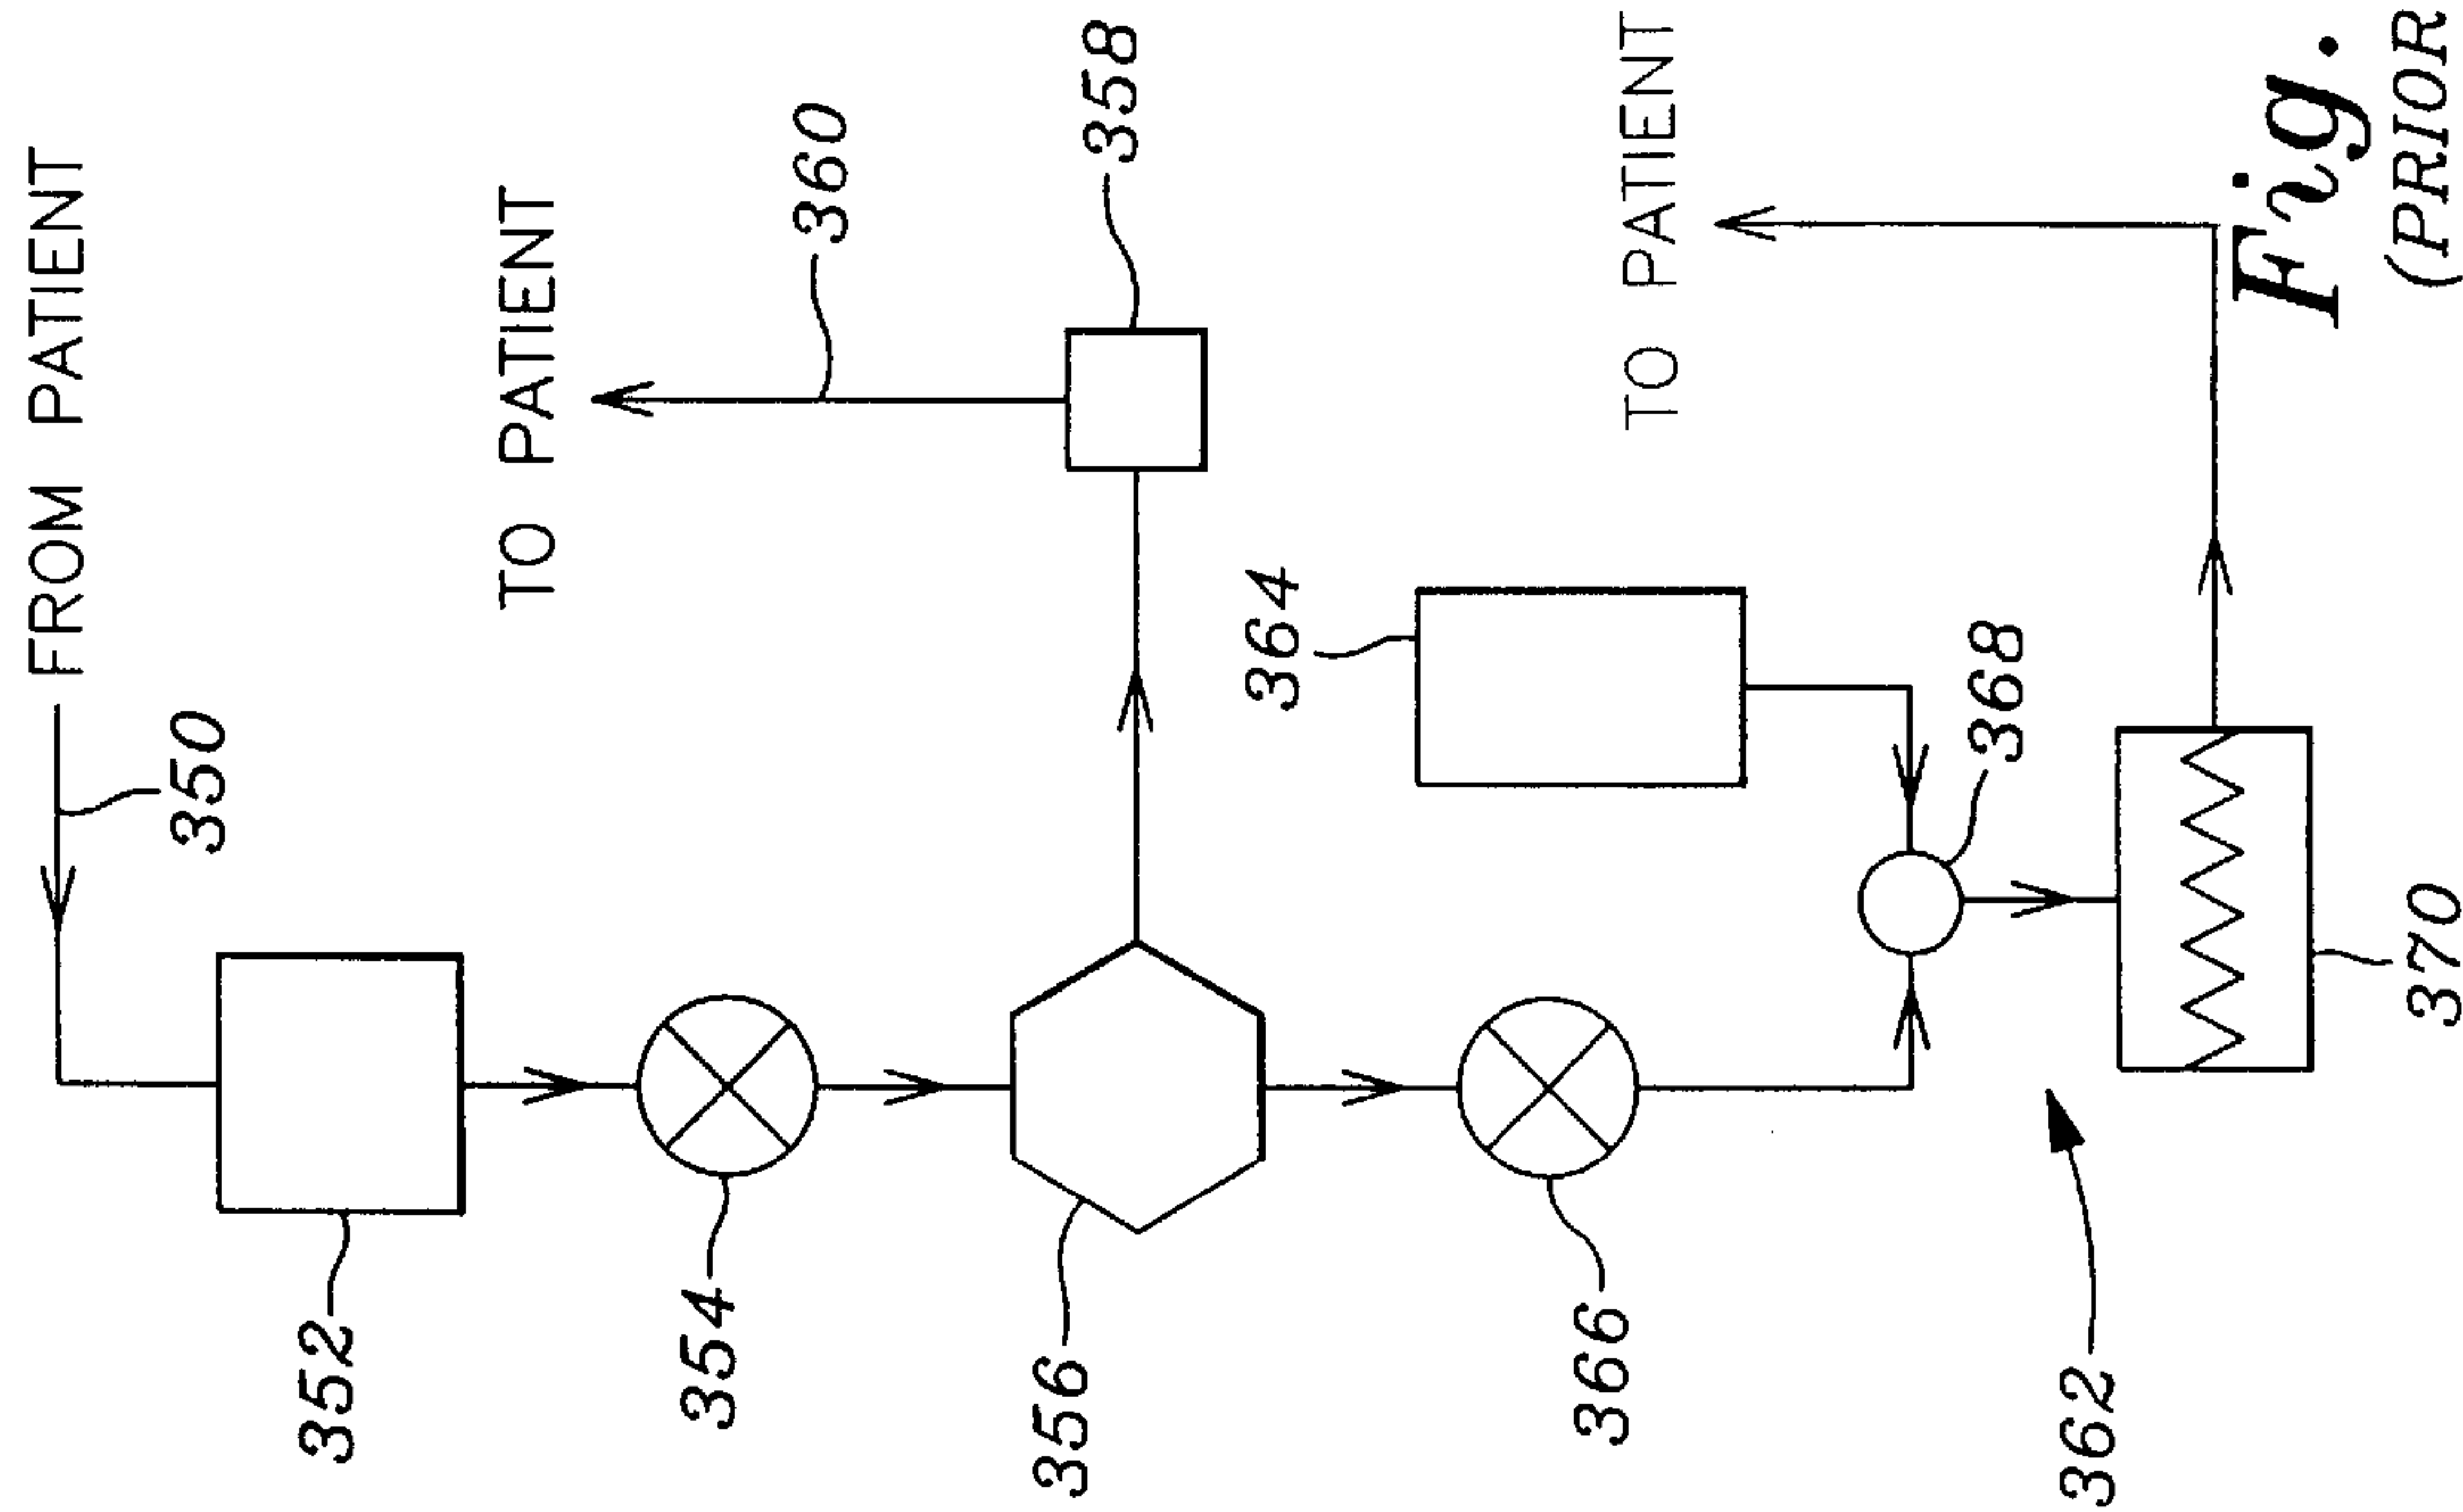 FROM PATIENT
350
352
TO PATIENT
360
354
358
356
364
TO PATIENT
366
368
362
370
Fig.
(PRIOR